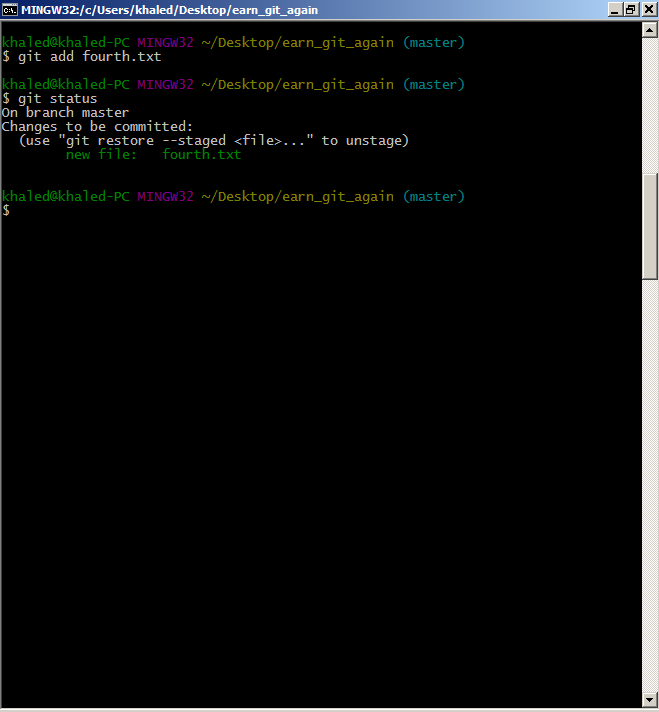 MINGW32:/c/Users/khaled/Desktop/earn_git_again
khaled@khaled-PC MINGW32 ~/Desktop/earn_git_again (master)
$ git add fourth.txt
khaled@khaled-PC MINGW32 ~/Desktop/earn_git_again (master)
$ git status
On branch master
Changes to be committed:
  (use "git restore --staged <file>..." to unstage)
        new file:   fourth.txt
khaled@khaled-PC MINGW32 ~/Desktop/earn_git_again (master)
$